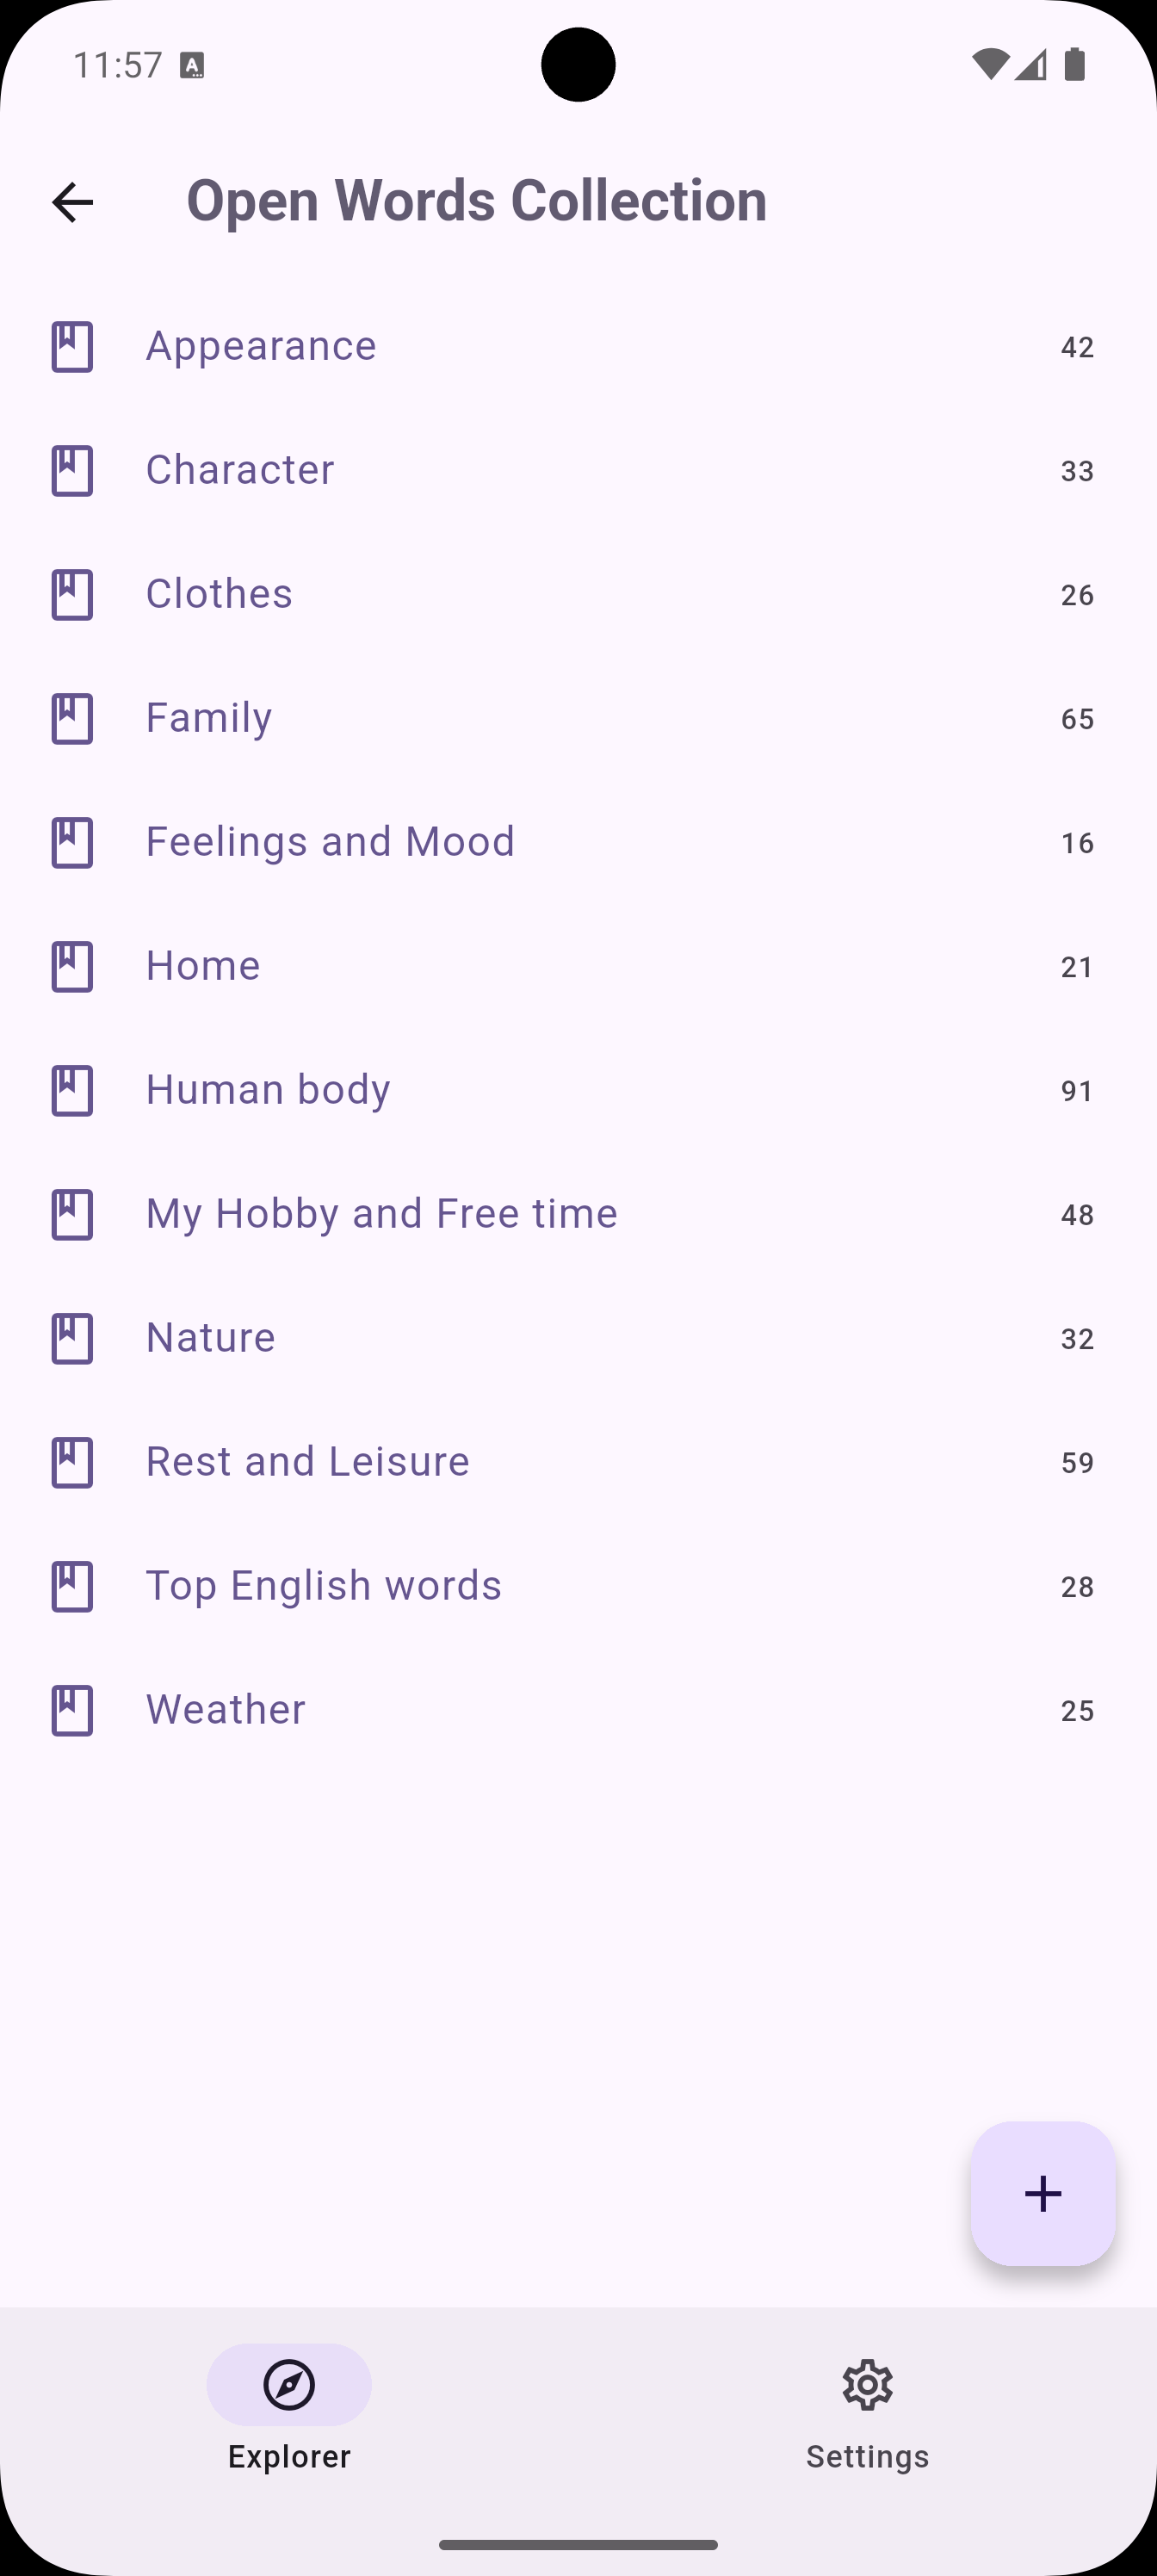 11:57
Open Words Collection
Appearance 42
Character 33
Clothes 26
Family 65
Feelings and Mood 16
Home 21
Human body 91
My Hobby and Free time 48
Nature 32
Rest and Leisure 59
Top English words 28
Weather 25
Explorer Settings